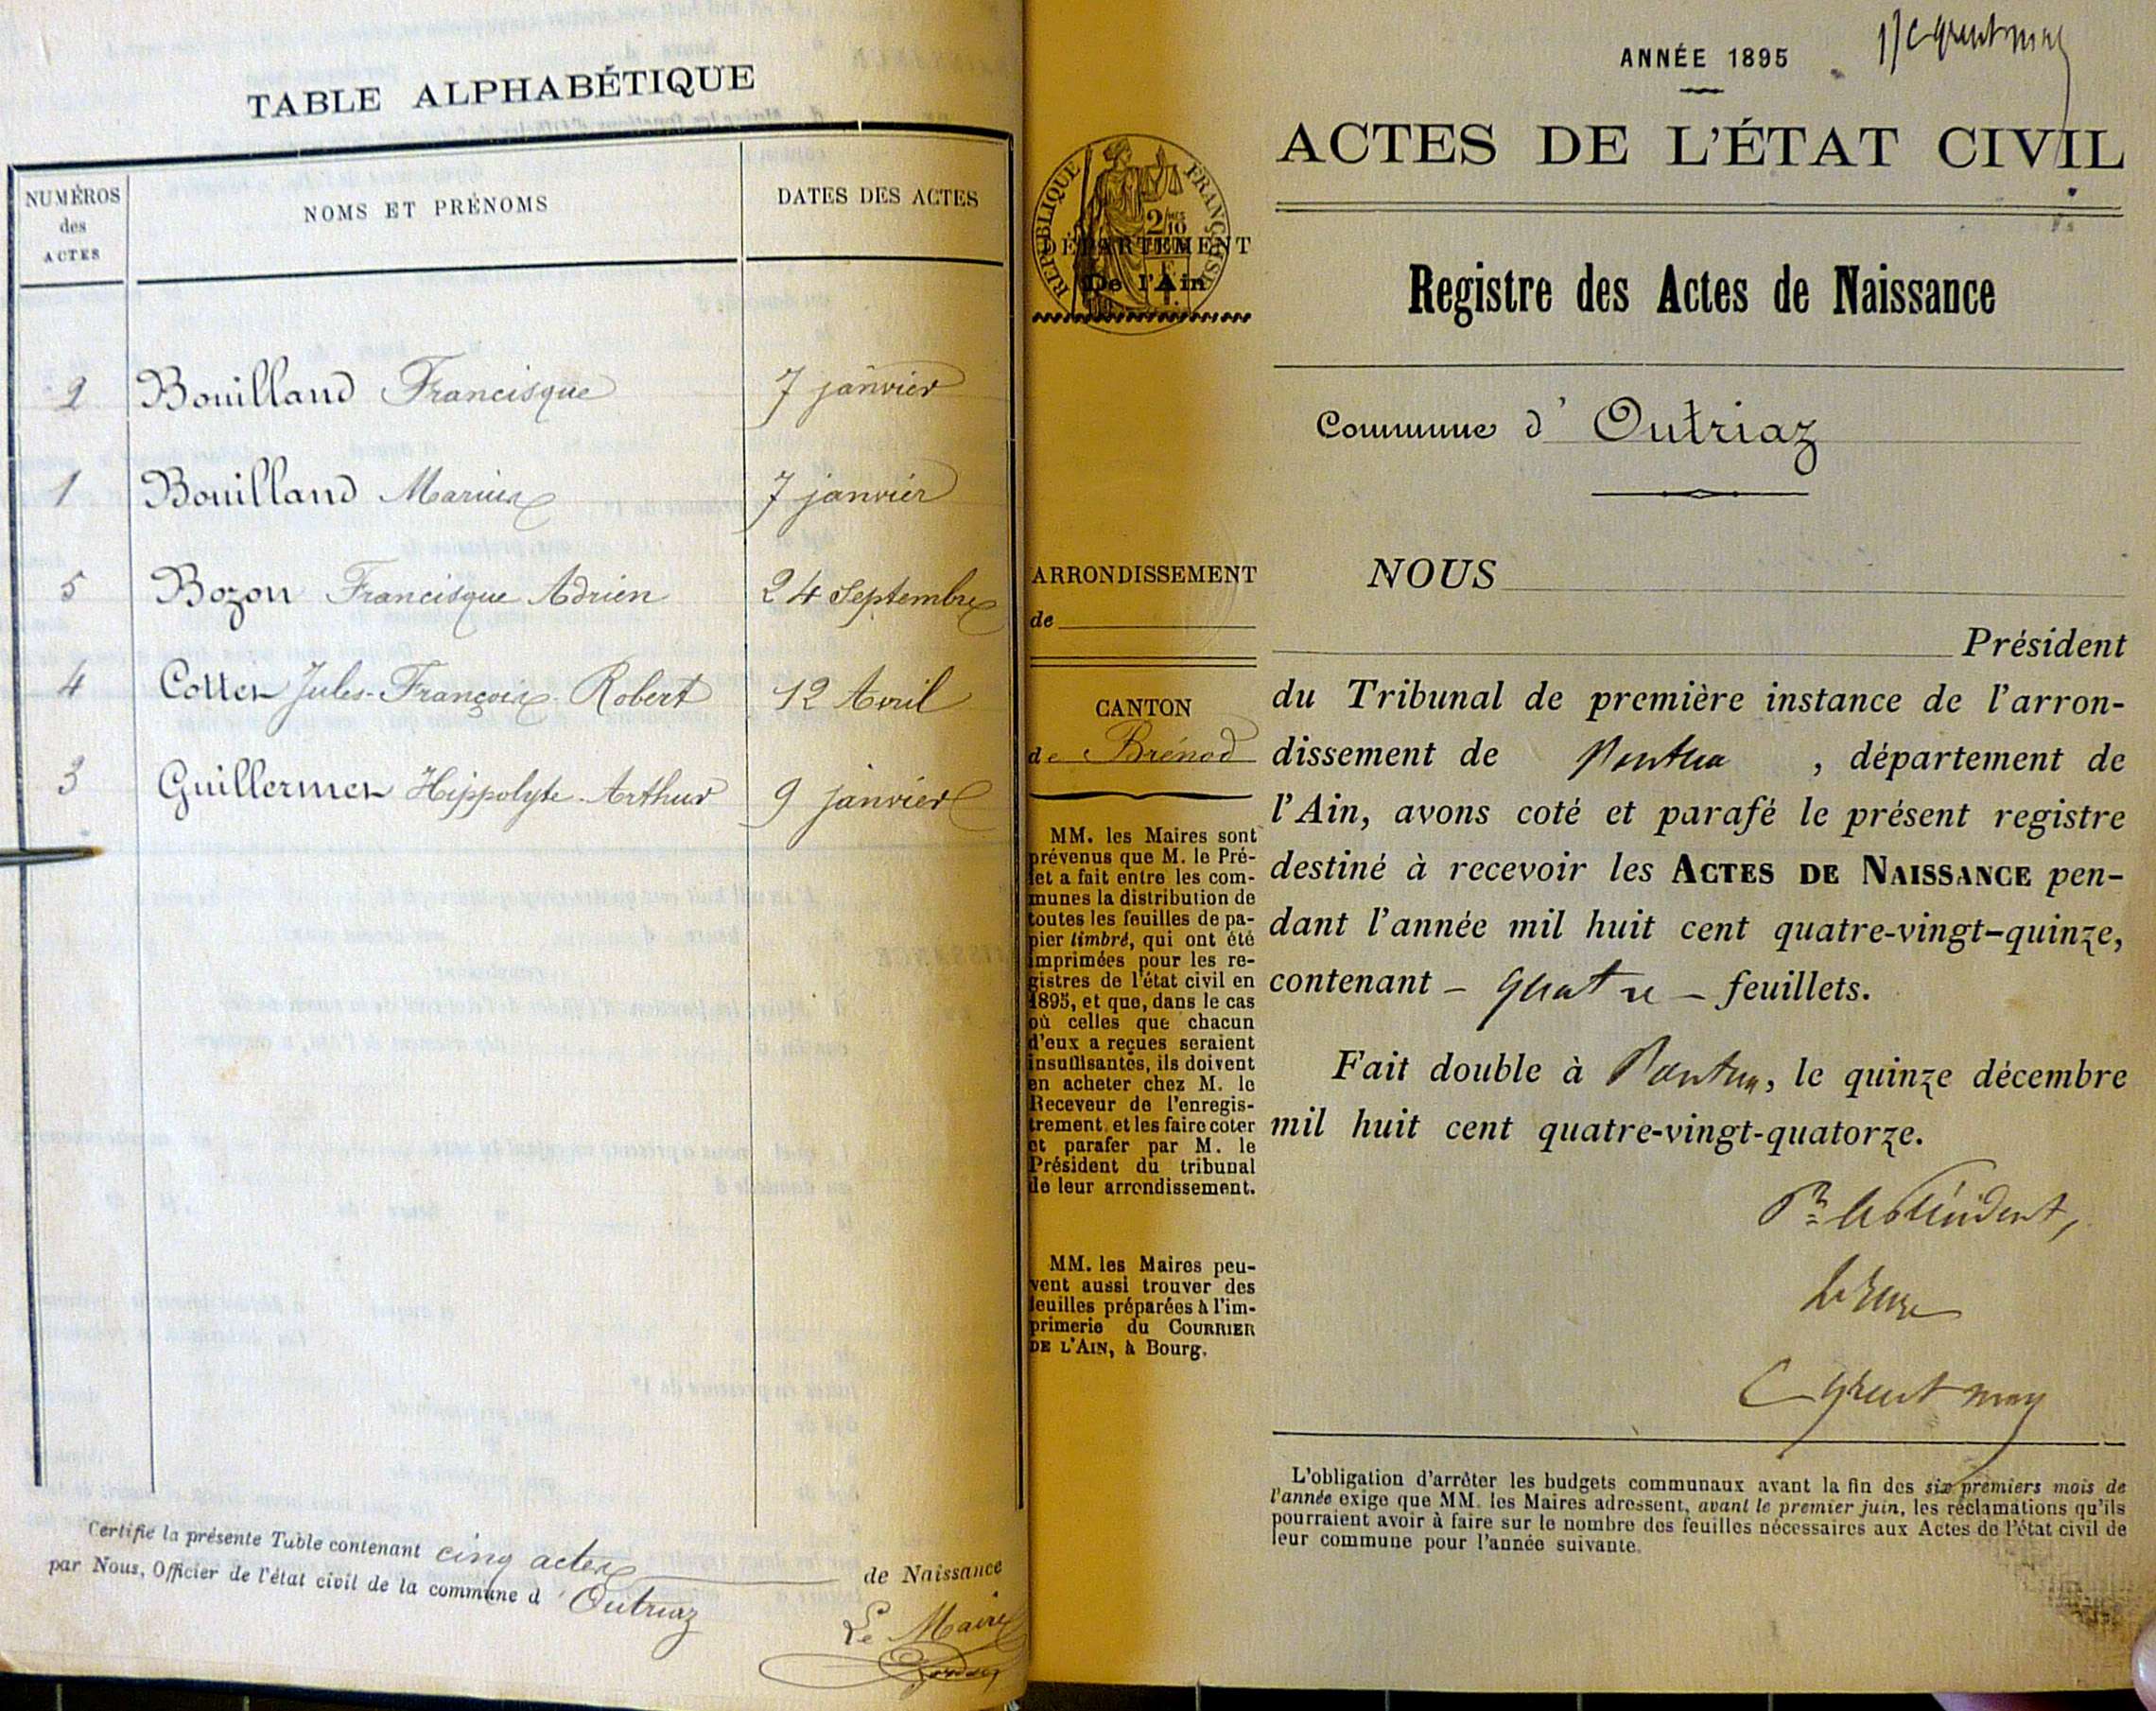 TABLE ALPHABÉTIQUE
NUMÉROS des ACTES
NOMS ET PRÉNOMS
DATES DES ACTES
2 Bouilland Francisque 7 janvier
1 Bouilland Marius 7 janvier
5 Bozon Francisque Adrien 24 Septembre
4 Cotter Jules-François-Robert 12 Avril
3 Guillermer Hippolyte-Arthur 9 janvier
Certifié la présente Table contenant cinq actes de Naissance
par Nous, Officier de l'état civil de la commune d'Outriaz
Le Maire
ANNÉE 1895
ACTES DE L'ÉTAT CIVIL
RÉPUBLIQUE FRANÇAISE
DÉPARTEMENT
De l'Ain
Registre des Actes de Naissance
Commune d'Outriaz
ARRONDISSEMENT
de
CANTON
de Brénod
MM. les Maires sont
prévenus que M. le Pré-
fet a fait entre les com-
munes la distribution de
toutes les feuilles de pa-
pier timbré, qui ont été
imprimées pour les re-
gistres de l'état civil en
1895, et que, dans le cas
où celles que chacun
d'eux a reçues seraient
insuffisantes, ils doivent
en acheter chez M. le
Receveur de l'enregis-
trement, et les faire coter
et parafer par M. le
Président du tribunal
de leur arrondissement.
MM. les Maires peu-
vent aussi trouver des
feuilles préparées à l'im-
primerie du COURRIER
DE L'AIN, à Bourg.
NOUS
Président
du Tribunal de première instance de l'arron-
dissement de Nantua, département de
l'Ain, avons coté et parafé le présent registre
destiné à recevoir les ACTES DE NAISSANCE pen-
dant l'année mil huit cent quatre-vingt-quinze,
contenant – quatre – feuillets.
Fait double à Nantua, le quinze décembre
mil huit cent quatre-vingt-quatorze.
Pr le Président,
Le Juge
L'obligation d'arrêter les budgets communaux avant la fin des six premiers mois de
l'année exige que MM. les Maires adressent, avant le premier juin, les réclamations qu'ils
pourraient avoir à faire sur le nombre des feuilles nécessaires aux Actes de l'état civil de
leur commune pour l'année suivante.